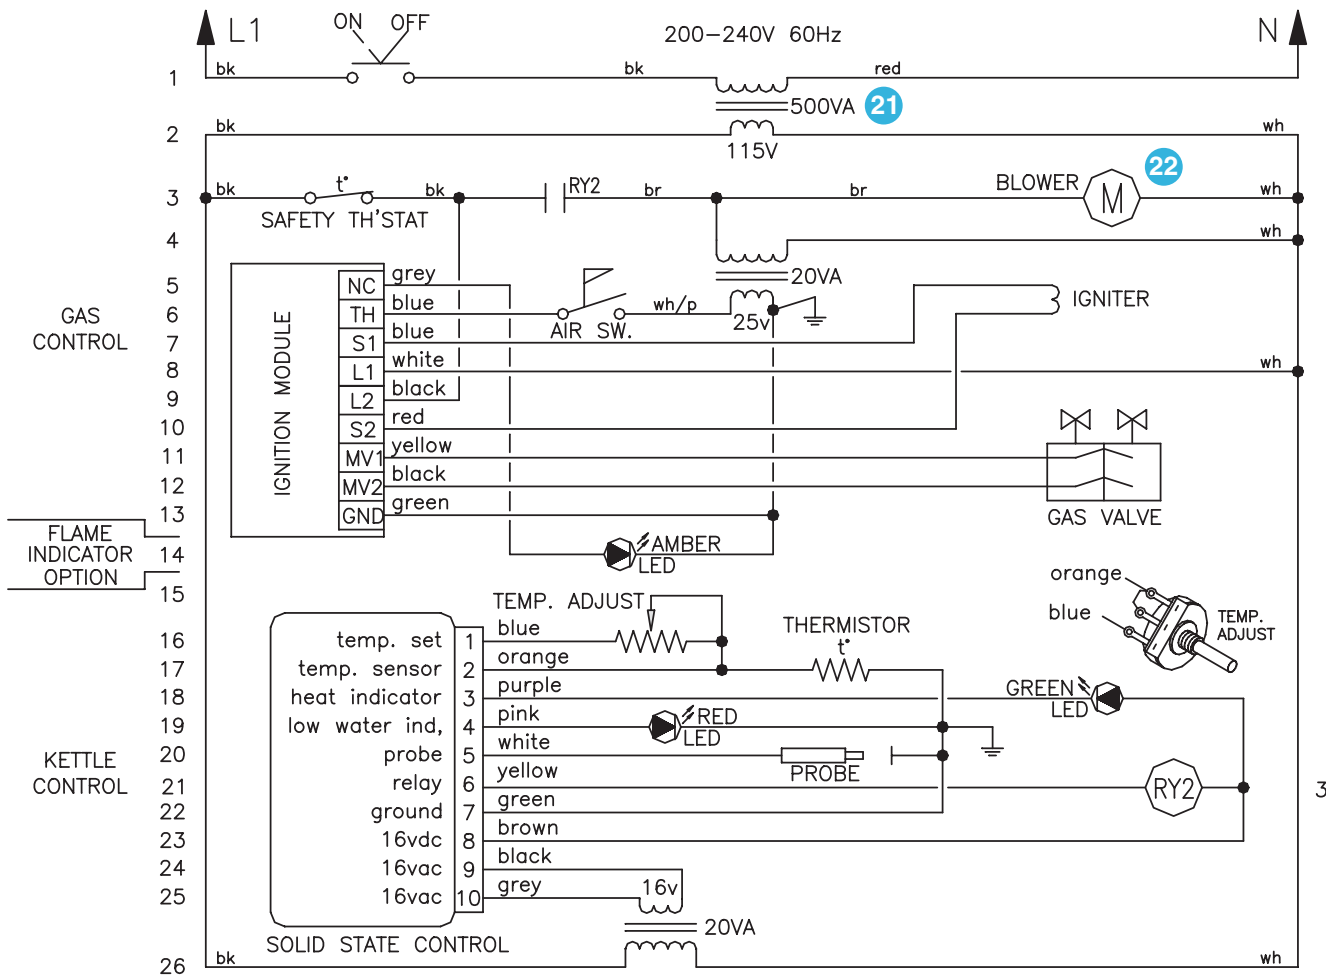 L1 ON OFF 200-240V 60Hz N
1 bk bk red
500VA 21
2 bk wh
115V
22
3 bk t° bk RY2 br br BLOWER M wh
SAFETY TH'STAT
4 wh
20VA
5 NC grey
IGNITER
6 TH blue wh/p 25v
AIR SW.
GAS
CONTROL
IGNITION MODULE
7 S1 blue
8 L1 white wh
9 L2 black
10 S2 red
11 MV1 yellow
12 MV2 black
13 GND green
GAS VALVE
FLAME
INDICATOR
OPTION
14 AMBER
LED
15
TEMP. ADJUST
orange
blue
TEMP.
ADJUST
16 temp. set 1 blue
THERMISTOR
t°
17 temp. sensor 2 orange
18 heat indicator 3 purple GREEN
LED
19 low water ind, 4 pink RED
LED
20 probe 5 white PROBE
KETTLE
CONTROL
21 relay 6 yellow RY2 3
22 ground 7 green
23 16vdc 8 brown
24 16vac 9 black
25 16vac 10 grey 16v
20VA
SOLID STATE CONTROL
26 bk wh